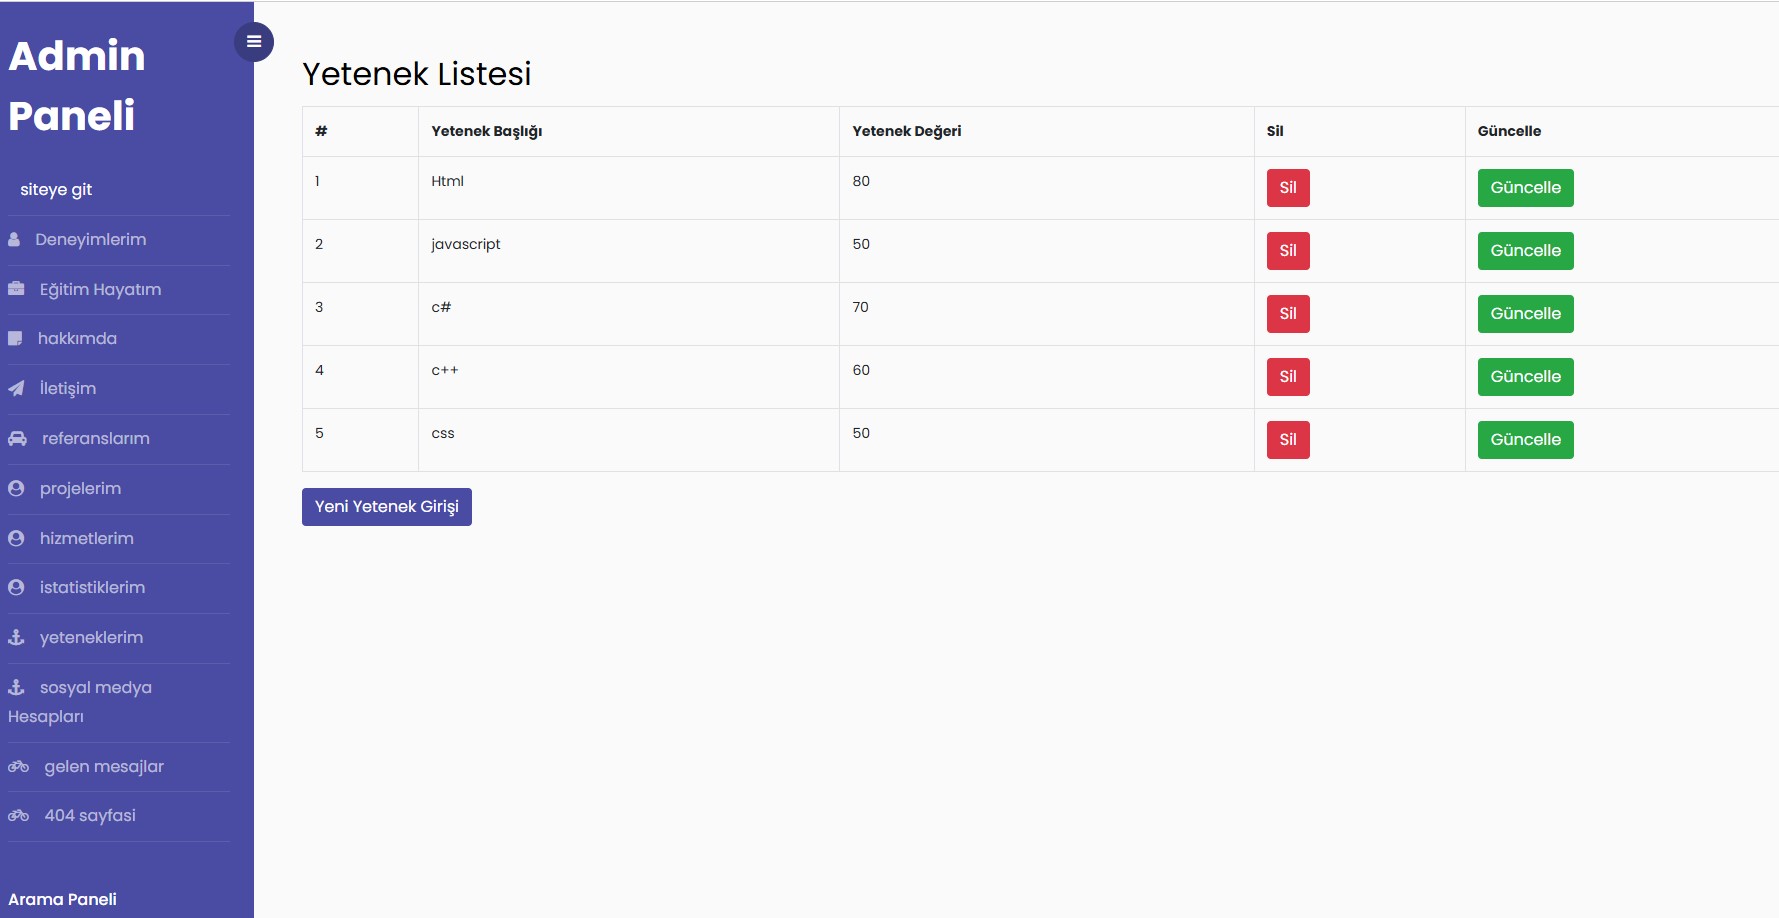 Admin
Paneli
siteye git
Deneyimlerim
Eğitim Hayatım
hakkımda
İletişim
referanslarım
projelerim
hizmetlerim
istatistiklerim
yeteneklerim
sosyal medya
Hesapları
gelen mesajlar
404 sayfasi
Arama Paneli
Yetenek Listesi
# Yetenek Başlığı Yetenek Değeri Sil Güncelle
1 Html 80 Sil Güncelle
2 javascript 50 Sil Güncelle
3 c# 70 Sil Güncelle
4 c++ 60 Sil Güncelle
5 css 50 Sil Güncelle
Yeni Yetenek Girişi